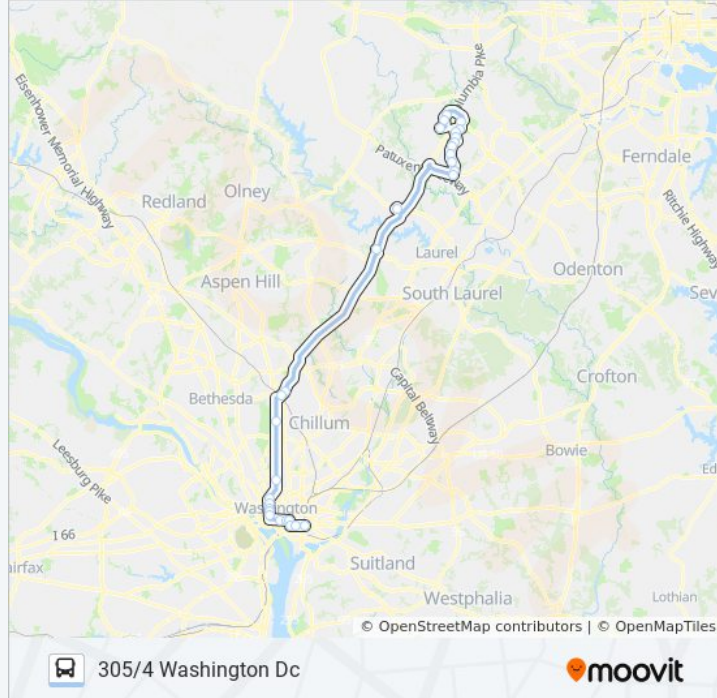 Columbia Pike
Eisenhower Memorial Highway
Ferndale
Redland
Olney
Ritchie Highway
Laurel
Odenton
Aspen Hill
South Laurel
Sev
Crofton
Bethesda
Capital Beltway
Chillum
Leesburg Pike
Bowie
Ed
Washington
I 66
airfax
Suitland
Westphalia
Lothian
© OpenStreetMap contributors | © OpenMapTiles
305/4 Washington Dc
moovit